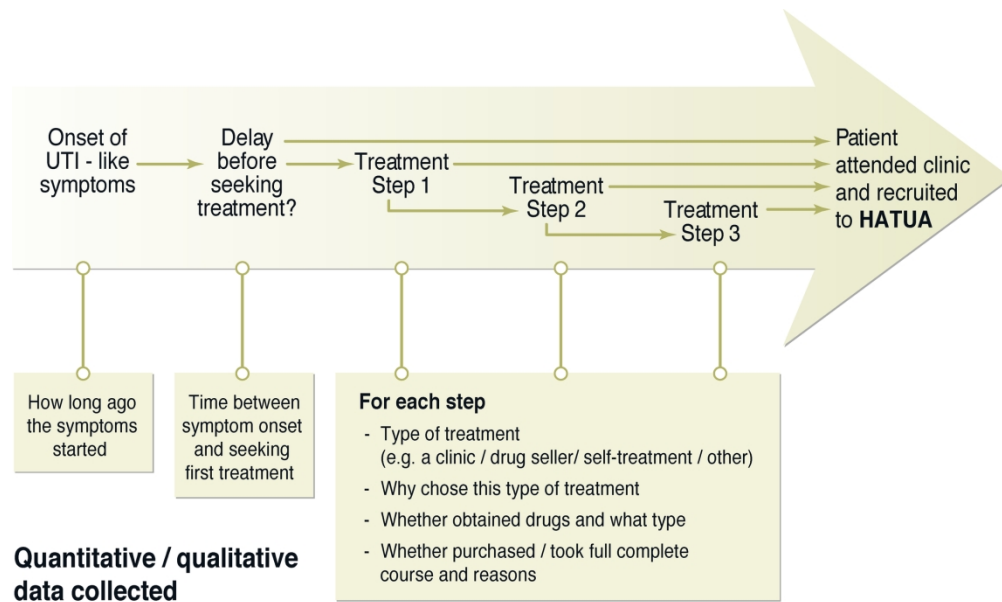 Onset of
UTI - like
symptoms
Delay
before
seeking
treatment?
Treatment
Step 1
Treatment
Step 2
Treatment
Step 3
Patient
attended clinic
and recruited
to HATUA
How long ago
the symptoms
started
Time between
symptom onset
and seeking
first treatment
For each step
- Type of treatment
(e.g. a clinic / drug seller/ self-treatment / other)
- Why chose this type of treatment
- Whether obtained drugs and what type
- Whether purchased / took full complete
course and reasons
Quantitative / qualitative
data collected